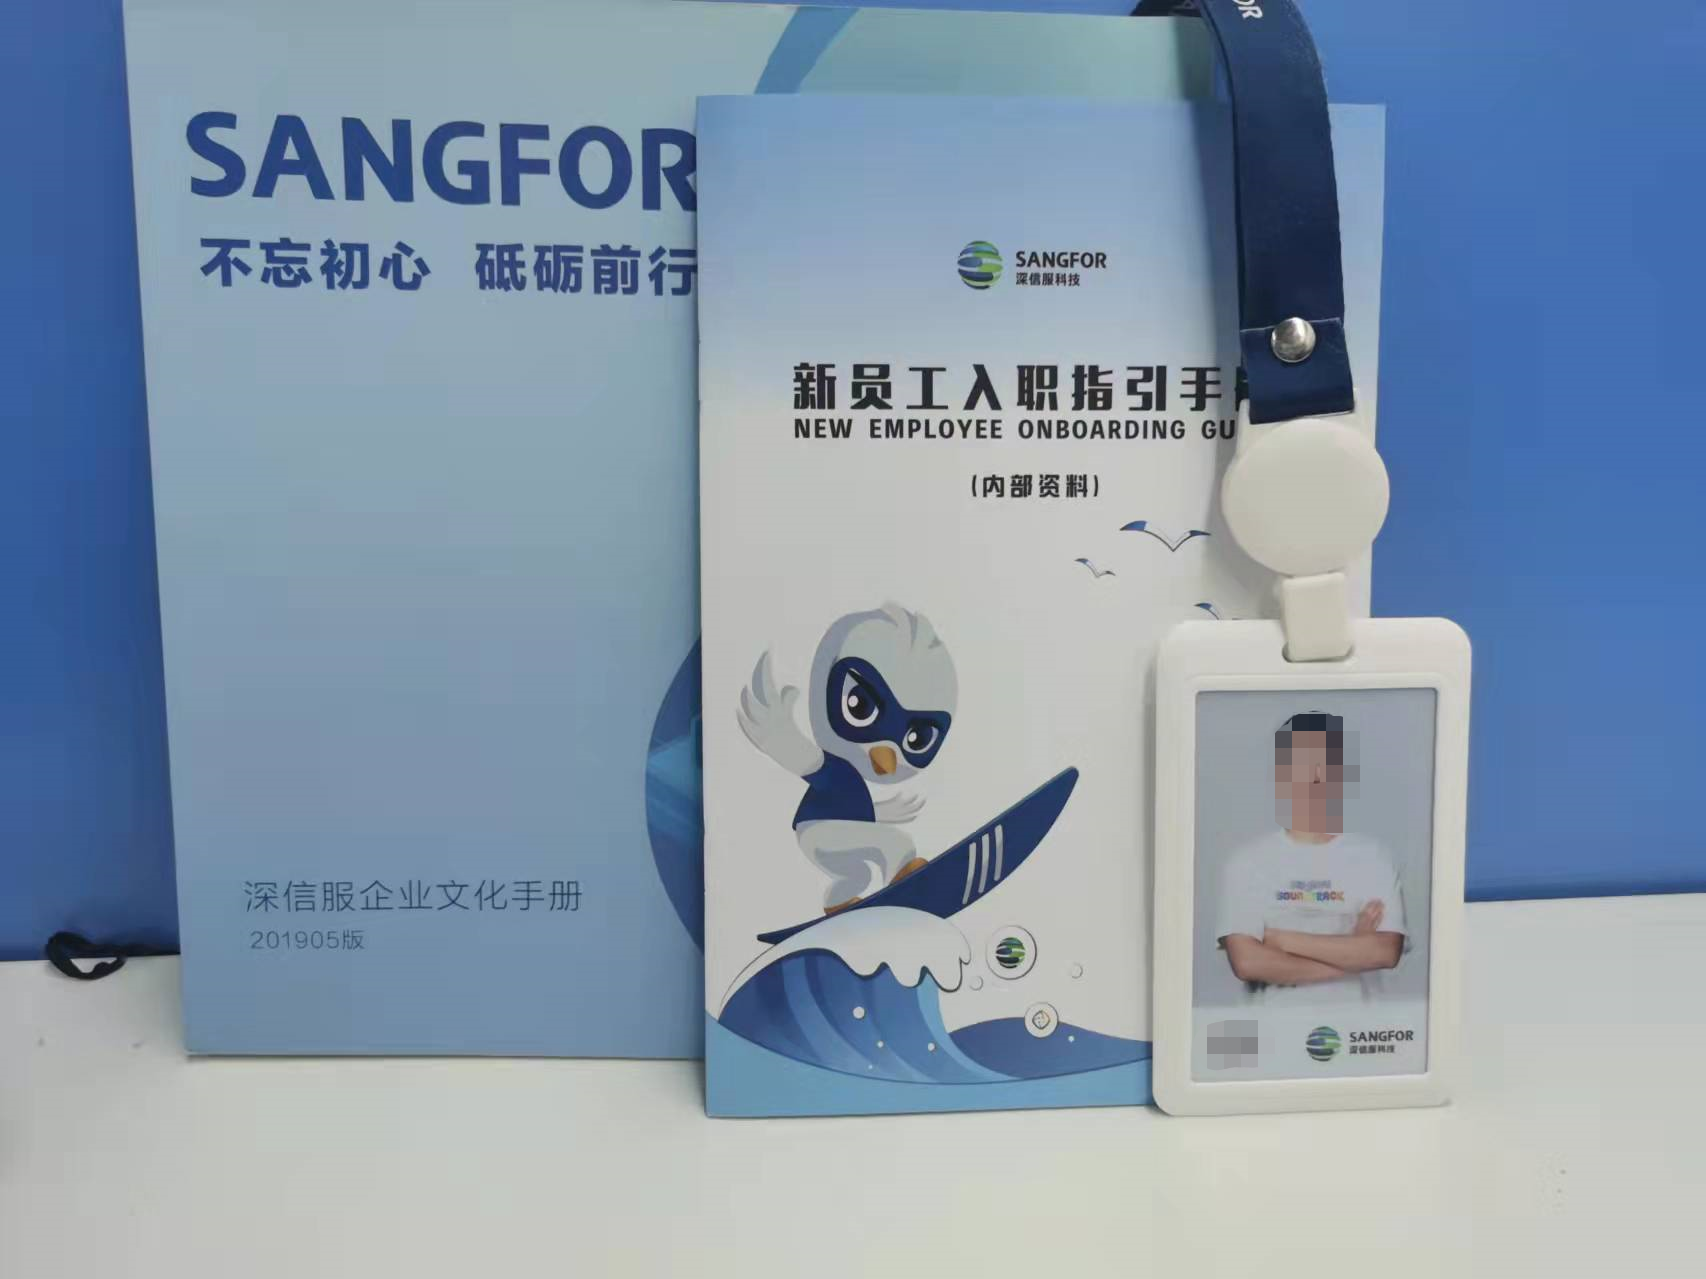 SANGFOR
不忘初心 砥砺前行
深信服企业文化手册
201905版
SANGFOR
深信服科技
新员工入职指引手
NEW EMPLOYEE ONBOARDING GU
(内部资料)
OR
SOUNDTRACK
SANGFOR
深信服科技